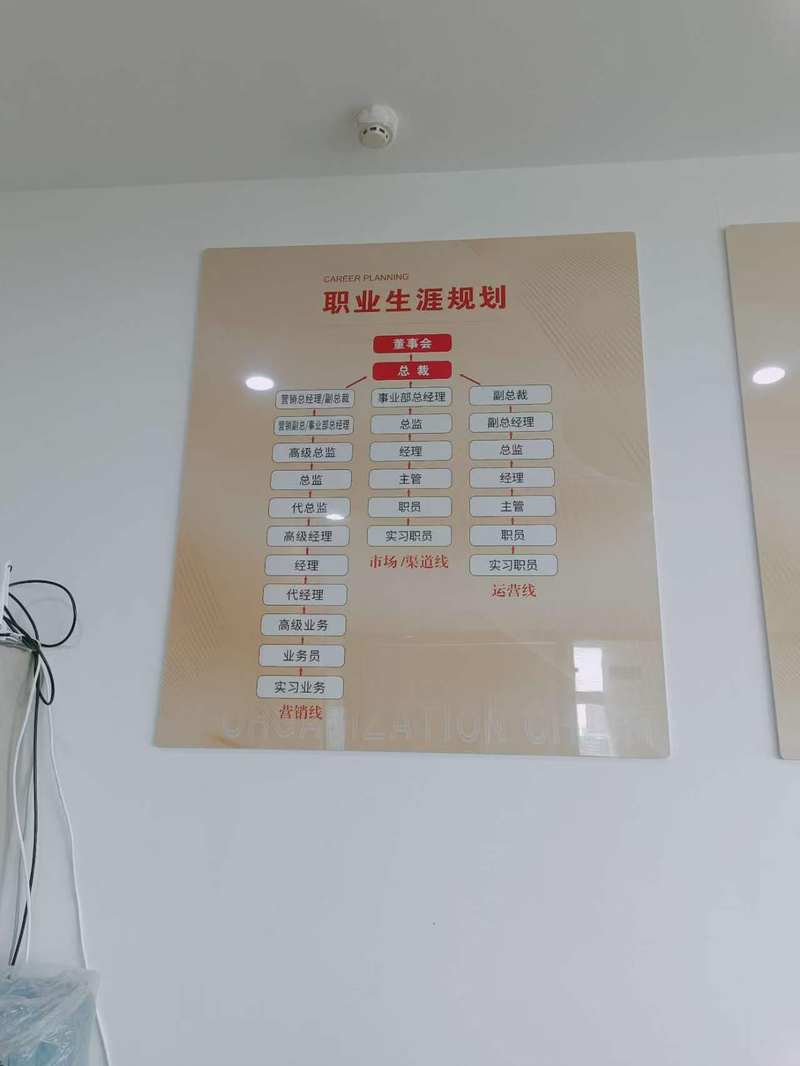 CAREER PLANNING
职业生涯规划
董事会
总裁
营销总经理/副总裁
营销副总/事业部总经理
高级总监
总监
代总监
高级经理
经理
代经理
高级业务
业务员
实习业务
营销线
事业部总经理
总监
经理
主管
职员
实习职员
市场/渠道线
副总裁
副总经理
总监
经理
主管
职员
实习职员
运营线
ORGANIZATION CHART